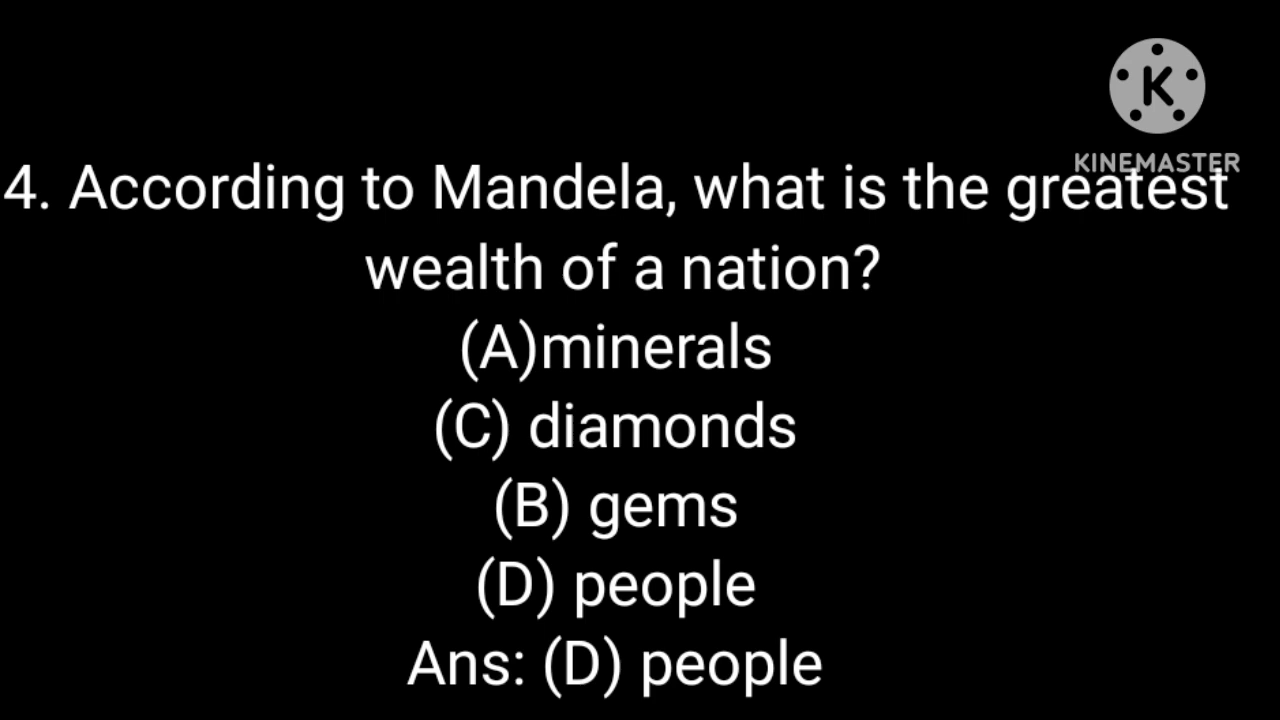 K
KINEMASTER
4. According to Mandela, what is the greatest
wealth of a nation?
(A)minerals
(C) diamonds
(B) gems
(D) people
Ans: (D) people